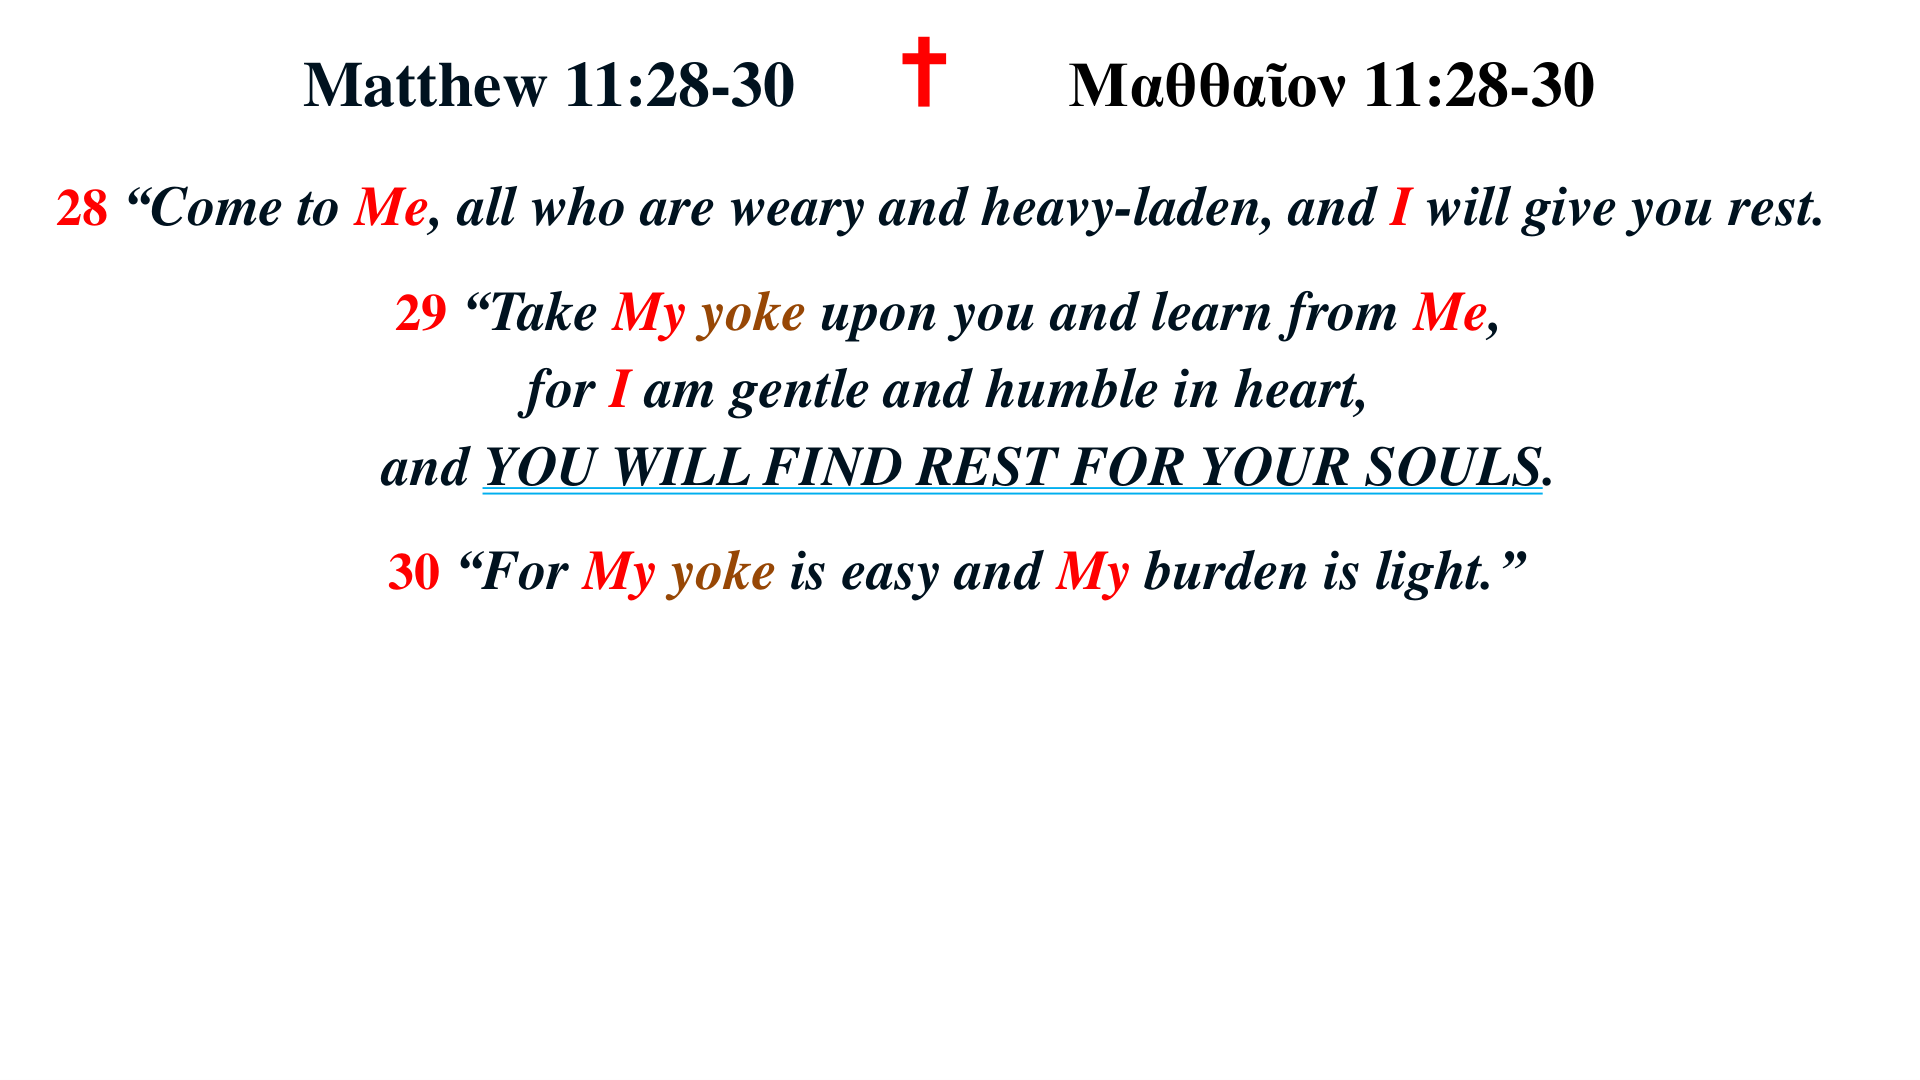 Matthew 11:28-30 ✝ Μαθθαῖον 11:28-30
28 “Come to Me, all who are weary and heavy-laden, and I will give you rest.
29 “Take My yoke upon you and learn from Me,
for I am gentle and humble in heart,
and YOU WILL FIND REST FOR YOUR SOULS.
30 “For My yoke is easy and My burden is light.”